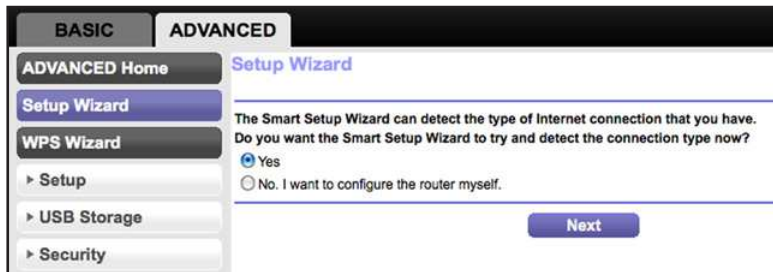 BASIC
ADVANCED
ADVANCED Home
Setup Wizard
WPS Wizard
Setup
USB Storage
Security
Setup Wizard
The Smart Setup Wizard can detect the type of Internet connection that you have.
Do you want the Smart Setup Wizard to try and detect the connection type now?
Yes
No. I want to configure the router myself.
Next